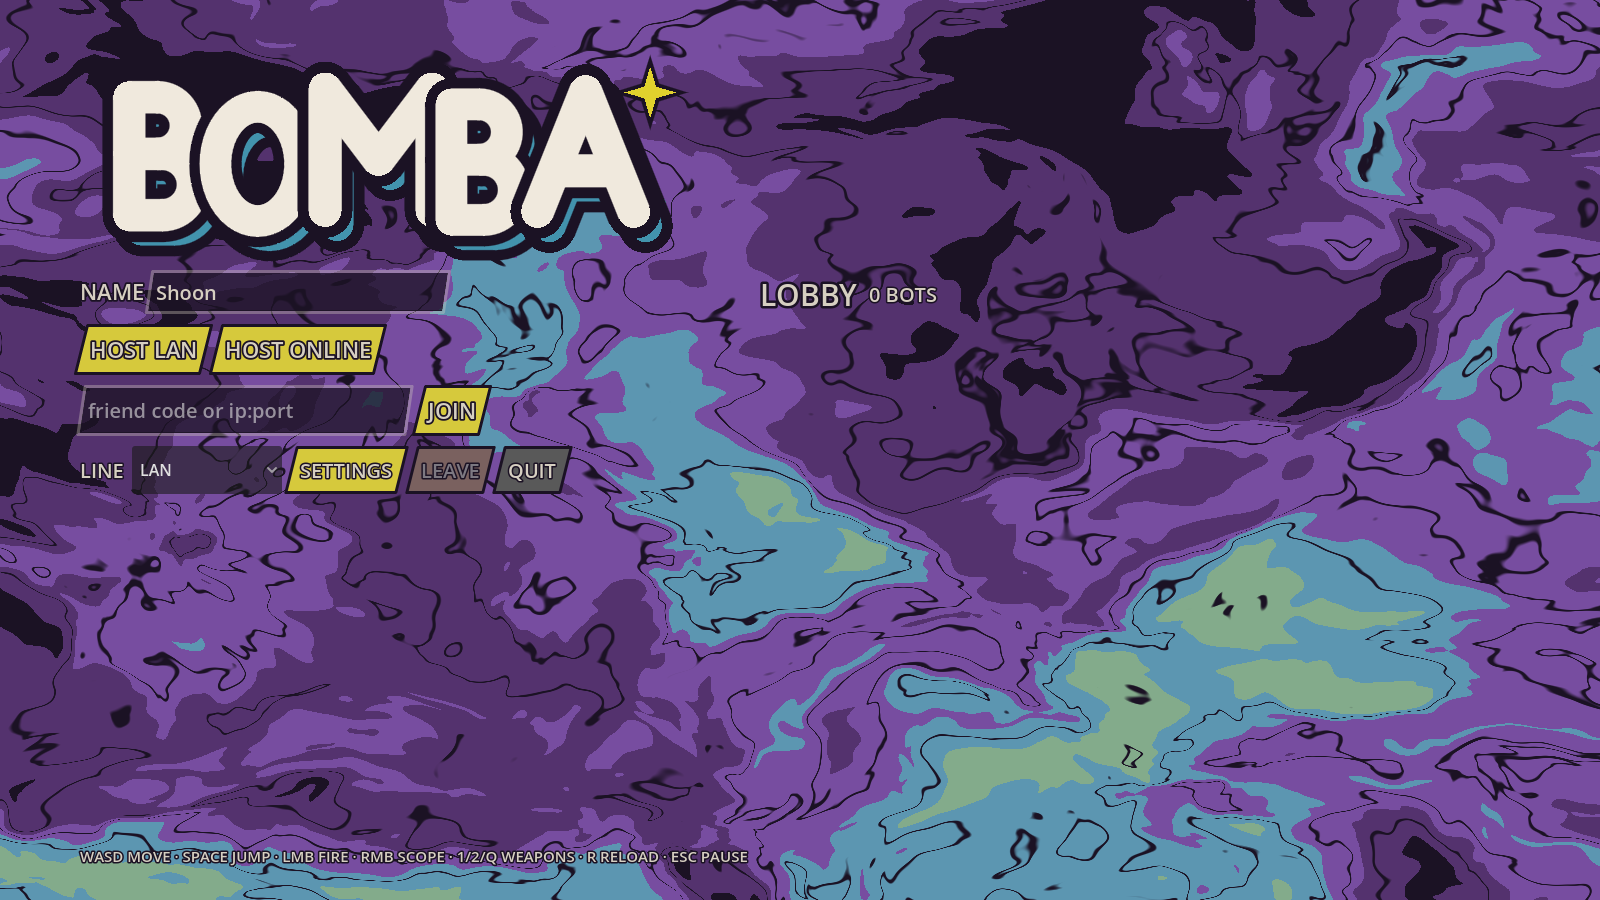 BOMBA
NAME Shoon
LOBBY 0 BOTS
HOST LAN HOST ONLINE
friend code or ip:port JOIN
LINE LAN SETTINGS LEAVE QUIT
WASD MOVE · SPACE JUMP · LMB FIRE · RMB SCOPE · 1/2/Q WEAPONS · R RELOAD · ESC PAUSE